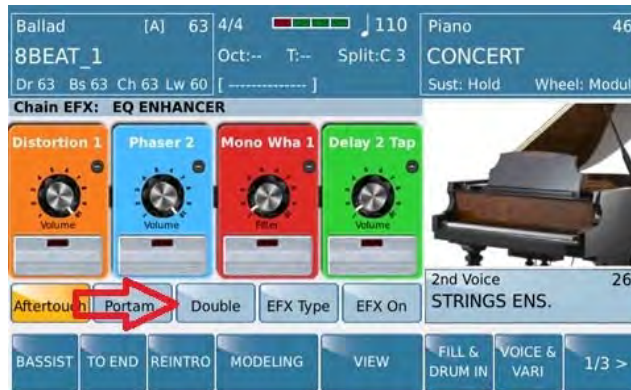 Ballad [A] 63
8BEAT_1
Dr 63 Bs 63 Ch 63 Lw 60
4/4 110
Oct:-- T:-- Split:C 3
[ -------------- ]
Piano 46
CONCERT
Sust: Hold Wheel: Modul
Chain EFX: EQ ENHANCER
Distortion 1 Phaser 2 Mono Wha 1 Delay 2 Tap
Volume Volume Filter Volume
2nd Voice 26
STRINGS ENS.
Aftertouch Portam Double EFX Type EFX On
BASSIST TO END REINTRO MODELING VIEW FILL & DRUM IN VOICE & VARI 1/3 >